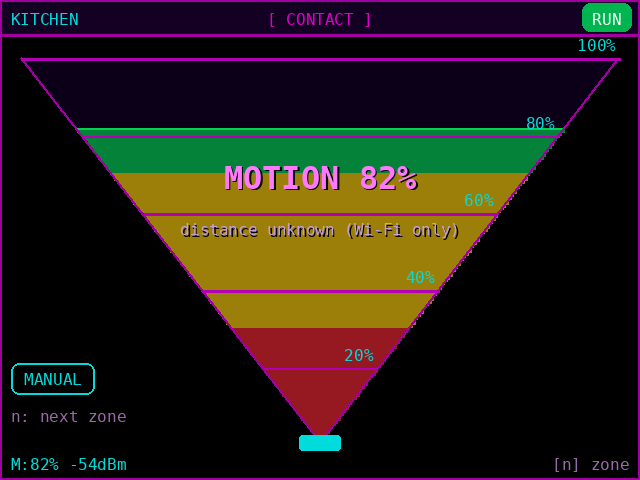 KITCHEN
[ CONTACT ]
RUN
100%
80%
MOTION 82%
60%
distance unknown (Wi-Fi only)
40%
20%
MANUAL
n: next zone
M:82% -54dBm
[n] zone